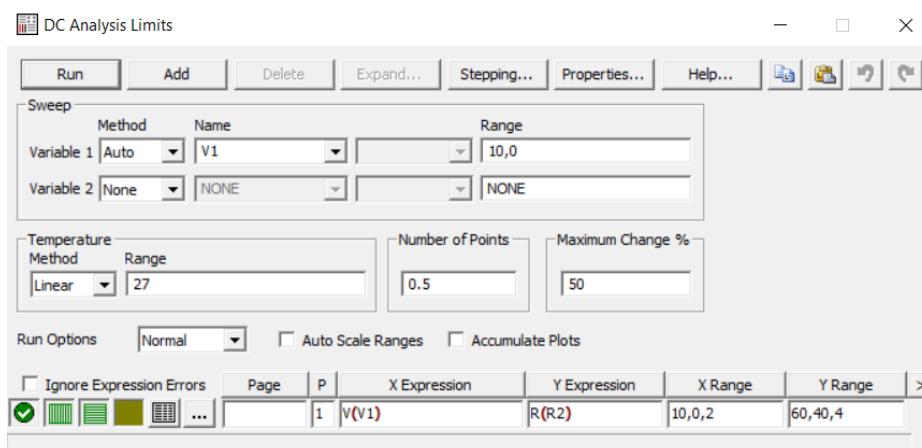 DC Analysis Limits
Run Add Delete Expand... Stepping... Properties... Help...
Sweep
Method Name Range
Variable 1 Auto V1 10,0
Variable 2 None NONE NONE
Temperature Number of Points Maximum Change %
Method Range
Linear 27 0.5 50
Run Options Normal Auto Scale Ranges Accumulate Plots
Ignore Expression Errors Page P X Expression Y Expression X Range Y Range >
... 1 V(V1) R(R2) 10,0,2 60,40,4